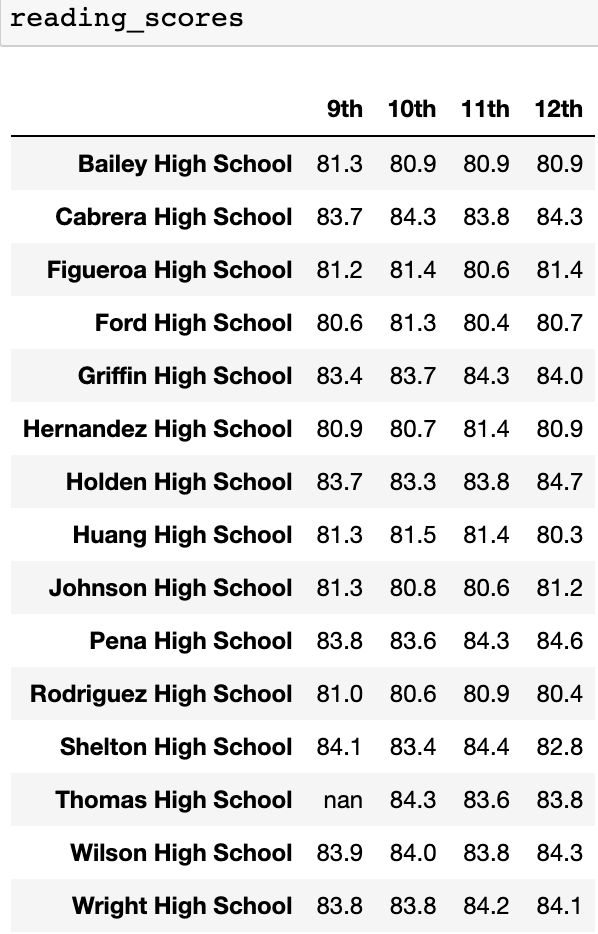 reading_scores
9th 10th 11th 12th
Bailey High School 81.3 80.9 80.9 80.9
Cabrera High School 83.7 84.3 83.8 84.3
Figueroa High School 81.2 81.4 80.6 81.4
Ford High School 80.6 81.3 80.4 80.7
Griffin High School 83.4 83.7 84.3 84.0
Hernandez High School 80.9 80.7 81.4 80.9
Holden High School 83.7 83.3 83.8 84.7
Huang High School 81.3 81.5 81.4 80.3
Johnson High School 81.3 80.8 80.6 81.2
Pena High School 83.8 83.6 84.3 84.6
Rodriguez High School 81.0 80.6 80.9 80.4
Shelton High School 84.1 83.4 84.4 82.8
Thomas High School nan 84.3 83.6 83.8
Wilson High School 83.9 84.0 83.8 84.3
Wright High School 83.8 83.8 84.2 84.1